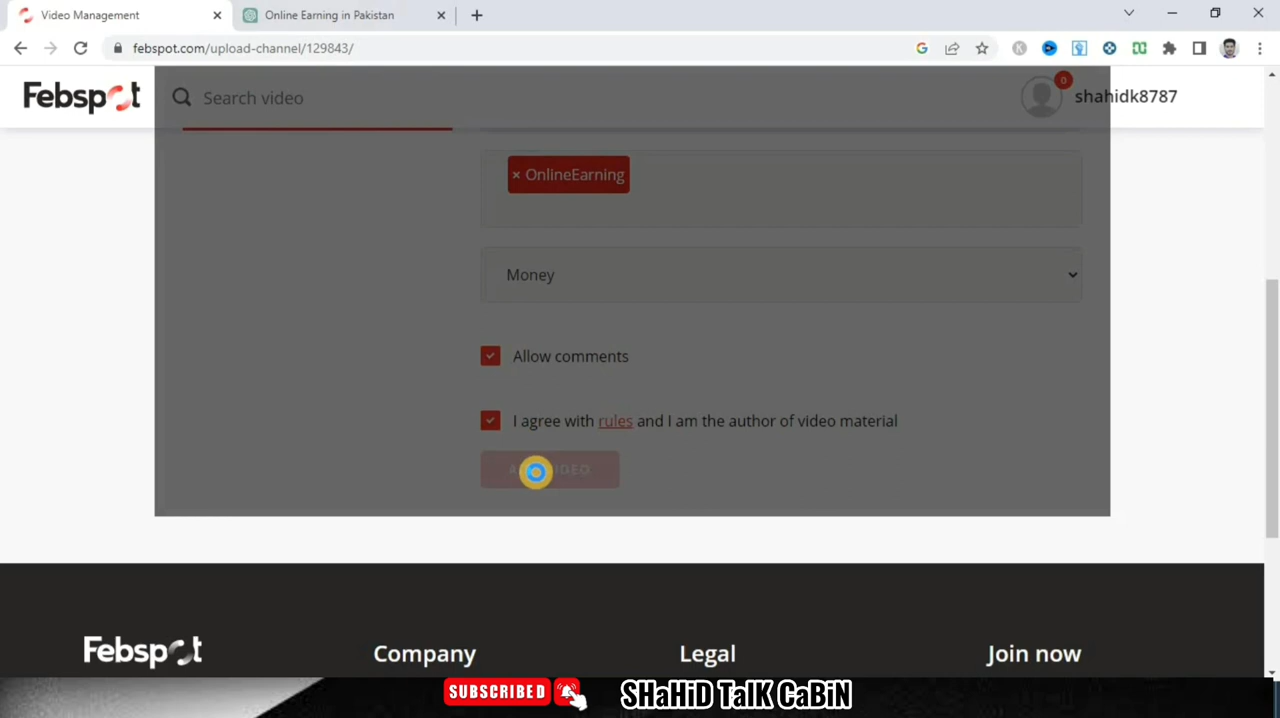 Video Management
Online Earning in Pakistan
febspot.com/upload-channel/129843/
Febspot
Search video
0
shahidk8787
× OnlineEarning
Money
Allow comments
I agree with rules and I am the author of video material
Febspot
Company
Legal
Join now
SUBSCRIBED
SHaHiD TalK CaBiN